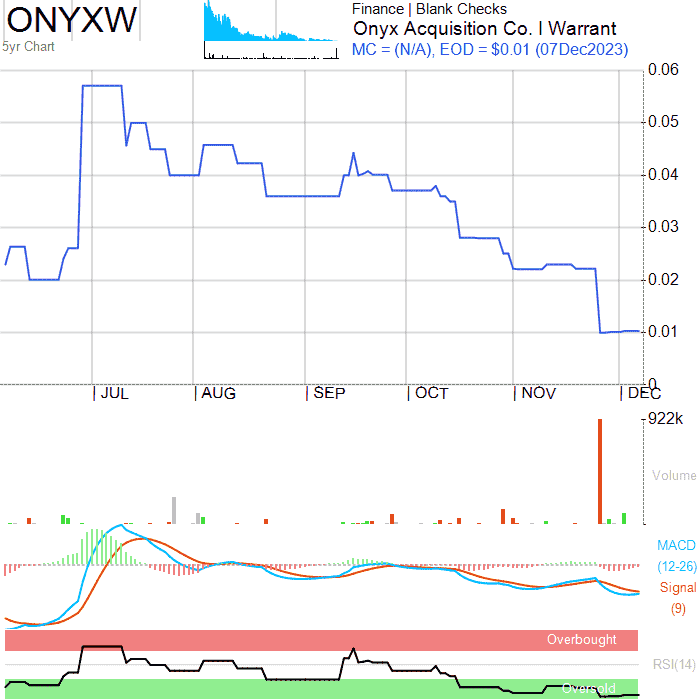 ONYXW
5yr Chart
Finance | Blank Checks
Onyx Acquisition Co. I Warrant
MC = (N/A), EOD = $0.01 (07Dec2023)
0.06
0.05
0.04
0.03
0.02
0.01
0
JUL AUG SEP OCT NOV DEC
922k
Volume
MACD
(12-26)
Signal
(9)
Overbought
RSI(14)
Oversold